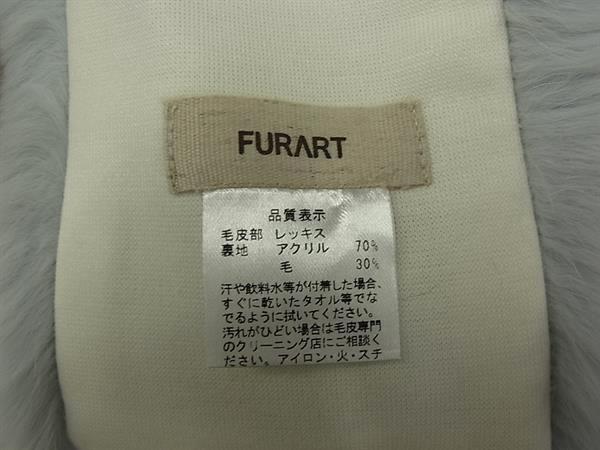 FURART
品質表示
毛皮部 レッキス
裏地 アクリル 70%
毛 30%
汗や飲料水等が付着した場合、
すぐに乾いたタオル等でな
でるように拭いてください。
汚れがひどい場合は毛皮専門
のクリーニング店にご相談く
ださい。アイロン・火・スチ